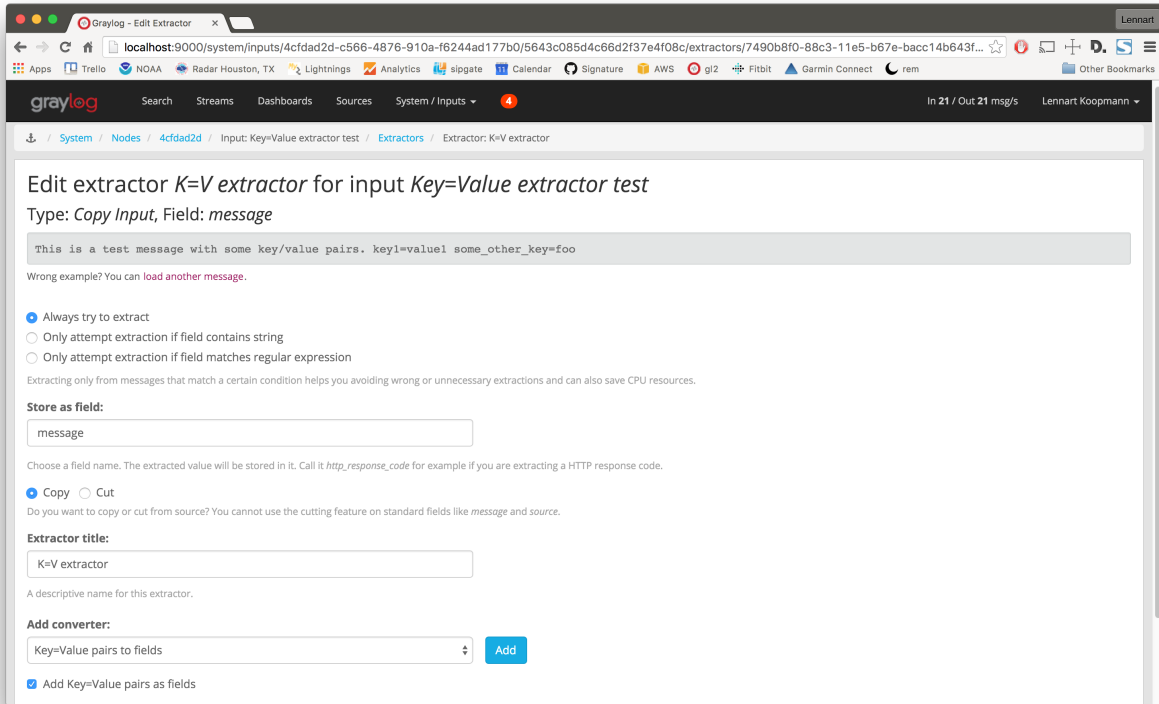 Graylog - Edit Extractor
Lennart
localhost:9000/system/inputs/4cfdad2d-c566-4876-910a-f6244ad177b0/5643c085d4c66d2f37e4f08c/extractors/7490b8f0-88c3-11e5-b67e-bacc14b643f...
Apps Trello NOAA Radar Houston, TX Lightnings Analytics sipgate 11 Calendar Signature AWS gl2 Fitbit Garmin Connect rem Other Bookmarks
graylog Search Streams Dashboards Sources System / Inputs 4 In 21 / Out 21 msg/s Lennart Koopmann
/ System / Nodes / 4cfdad2d / Input: Key=Value extractor test / Extractors / Extractor: K=V extractor
Edit extractor K=V extractor for input Key=Value extractor test
Type: Copy Input, Field: message
This is a test message with some key/value pairs. key1=value1 some_other_key=foo
Wrong example? You can load another message.
Always try to extract
Only attempt extraction if field contains string
Only attempt extraction if field matches regular expression
Extracting only from messages that match a certain condition helps you avoiding wrong or unnecessary extractions and can also save CPU resources.
Store as field:
message
Choose a field name. The extracted value will be stored in it. Call it http_response_code for example if you are extracting a HTTP response code.
Copy Cut
Do you want to copy or cut from source? You cannot use the cutting feature on standard fields like message and source.
Extractor title:
K=V extractor
A descriptive name for this extractor.
Add converter:
Key=Value pairs to fields Add
Add Key=Value pairs as fields